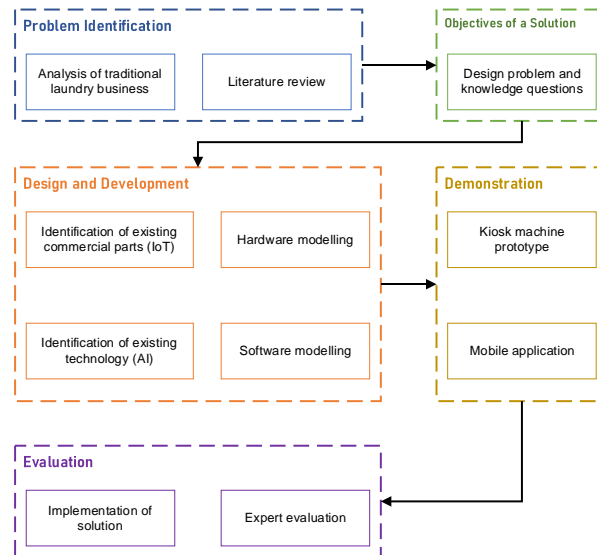 Problem Identification
Analysis of traditional
laundry business
Literature review
Objectives of a Solution
Design problem and
knowledge questions
Design and Development
Identification of existing
commercial parts (IoT)
Hardware modelling
Identification of existing
technology (AI)
Software modelling
Demonstration
Kiosk machine
prototype
Mobile application
Evaluation
Implementation of
solution
Expert evaluation